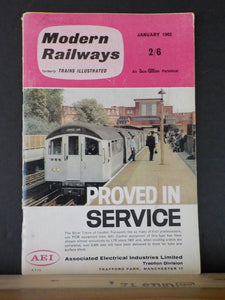 Modern
Railways
formerly TRAINS ILLUSTRATED
JANUARY 1962
2/6
An Ian Allan Publication
PROVED IN
SERVICE
AEI
Associated Electrical Industries Limited
Traction Division
TRAFFORD PARK, MANCHESTER 17